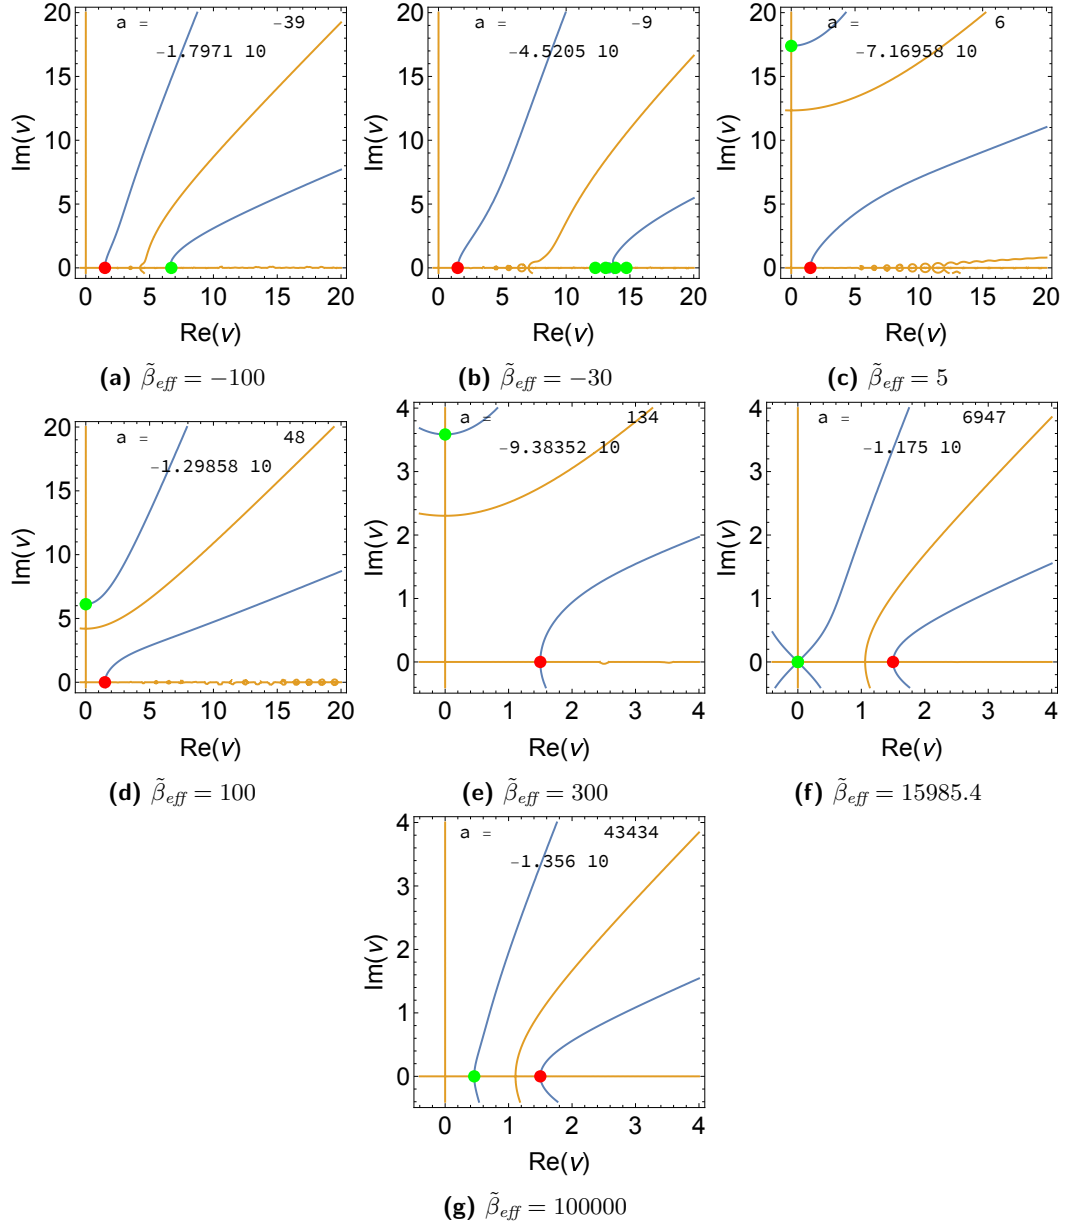 a = -39
-1.7971 10
a = -9
-4.5205 10
a = 6
-7.16958 10
20 20 20
15 15 15
10 10 10
5 5 5
0 0 0
Im(ν) Im(ν) Im(ν)
0 5 10 15 20 0 5 10 15 20 0 5 10 15 20
Re(ν) Re(ν) Re(ν)
(a) β̃eff = −100 (b) β̃eff = −30 (c) β̃eff = 5
a = 48
-1.29858 10
a = 134
-9.38352 10
a = 6947
-1.175 10
20 4 4
15 3 3
10 2 2
5 1 1
0 0 0
Im(ν) Im(ν) Im(ν)
0 5 10 15 20 0 1 2 3 4 0 1 2 3 4
Re(ν) Re(ν) Re(ν)
(d) β̃eff = 100 (e) β̃eff = 300 (f) β̃eff = 15985.4
a = 43434
-1.356 10
4
3
2
1
0
Im(ν)
0 1 2 3 4
Re(ν)
(g) β̃eff = 100000